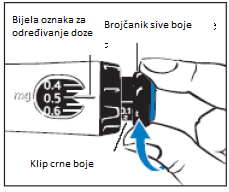 Bijela oznaka za
određivanje doze
Brojčanik sive boje
mg
0.4
0.5
0.6
Klip crne boje